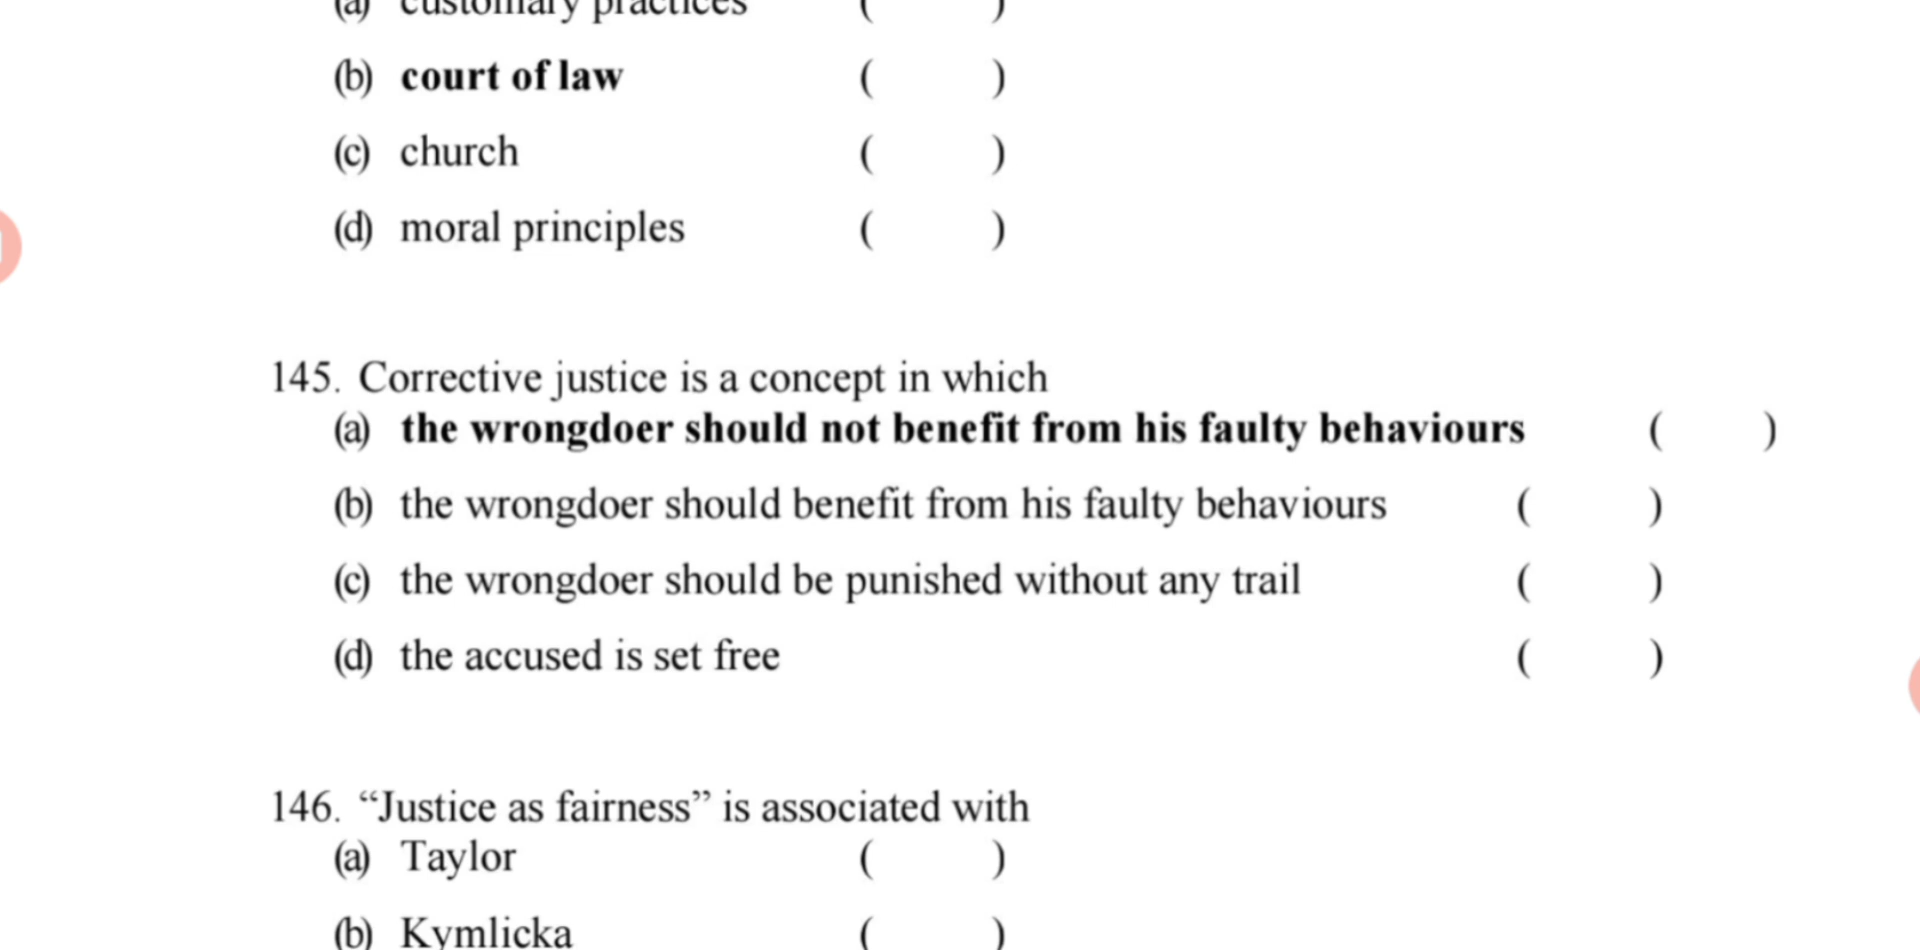 (a) customary practices ( )
(b) court of law ( )
(c) church ( )
(d) moral principles ( )
145. Corrective justice is a concept in which
(a) the wrongdoer should not benefit from his faulty behaviours ( )
(b) the wrongdoer should benefit from his faulty behaviours ( )
(c) the wrongdoer should be punished without any trail ( )
(d) the accused is set free ( )
146. “Justice as fairness” is associated with
(a) Taylor ( )
(b) Kymlicka ( )